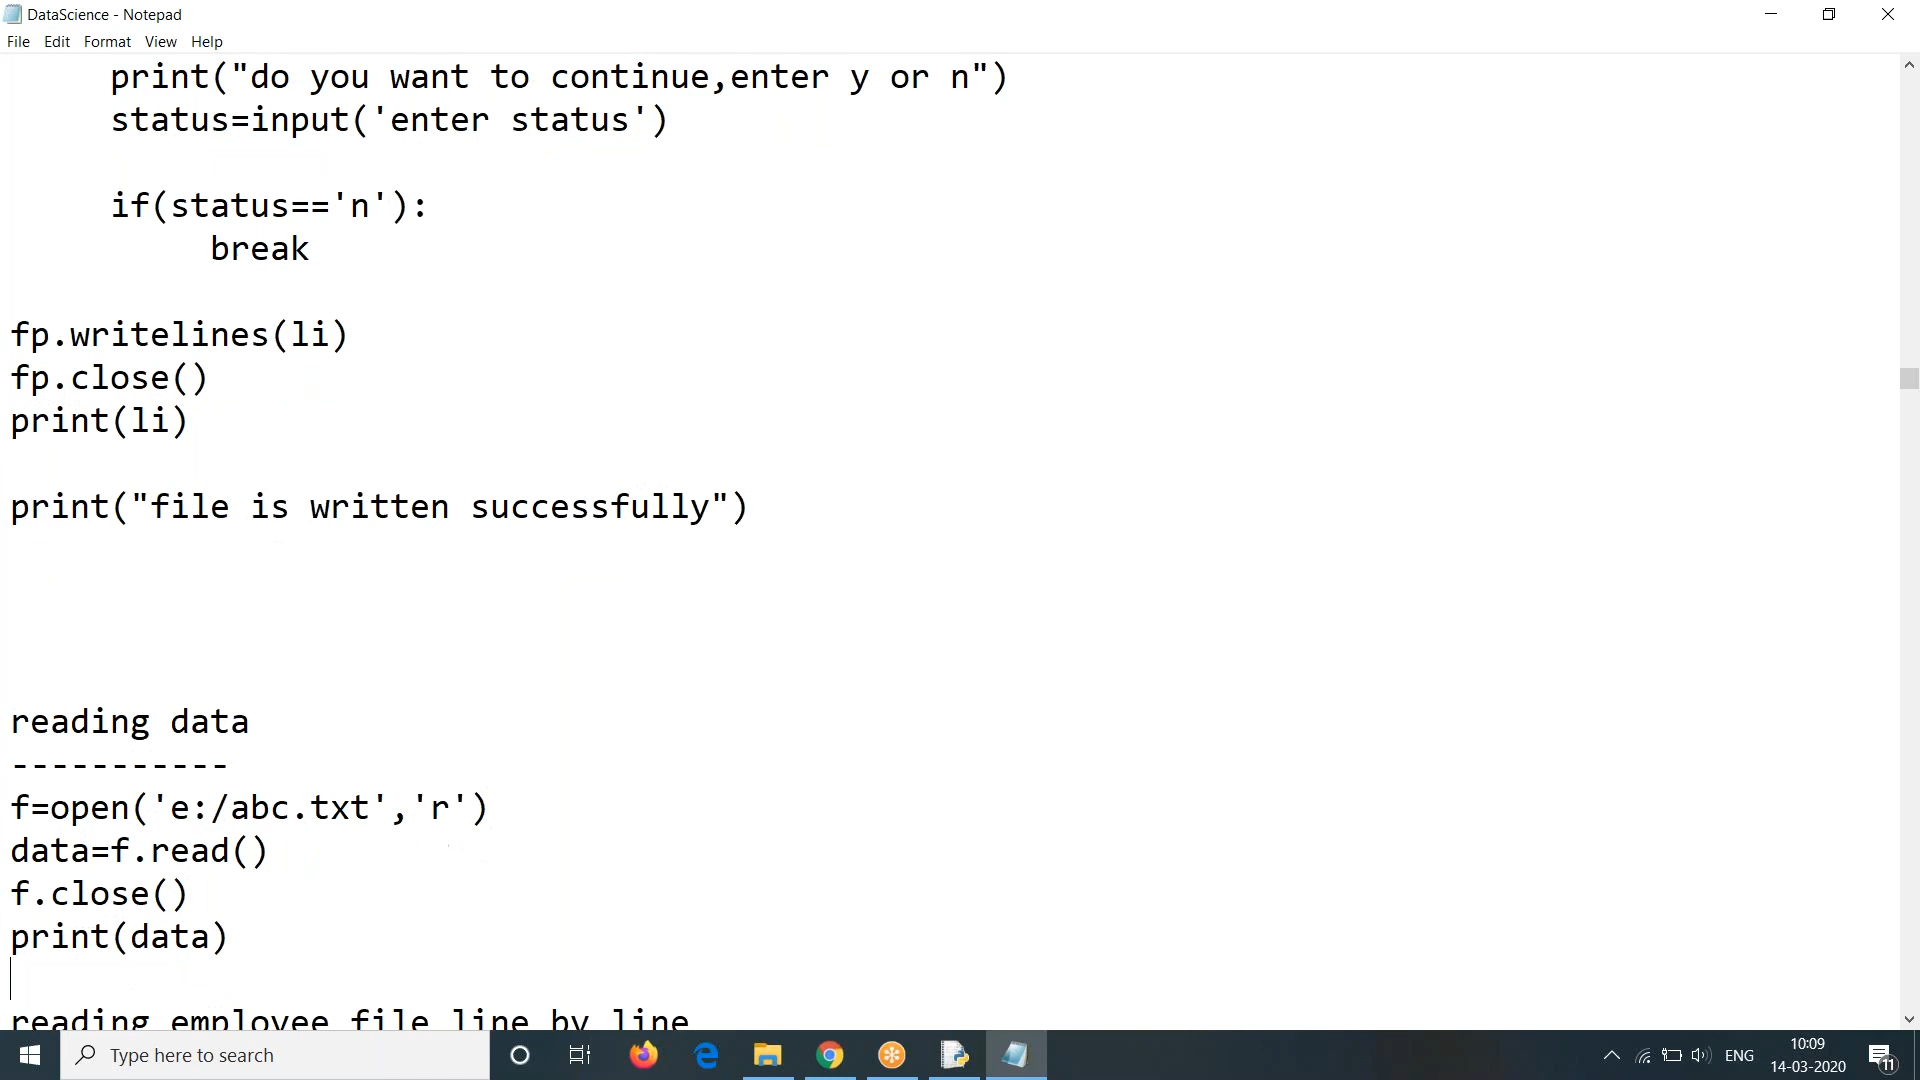 DataScience - Notepad
File Edit Format View Help
print("do you want to continue,enter y or n")
status=input('enter status')
if(status=='n'):
break
fp.writelines(li)
fp.close()
print(li)
print("file is written successfully")
reading data
-----------
f=open('e:/abc.txt','r')
data=f.read()
f.close()
print(data)
reading employee file line by line
Type here to search
ENG
10:09
14-03-2020
11